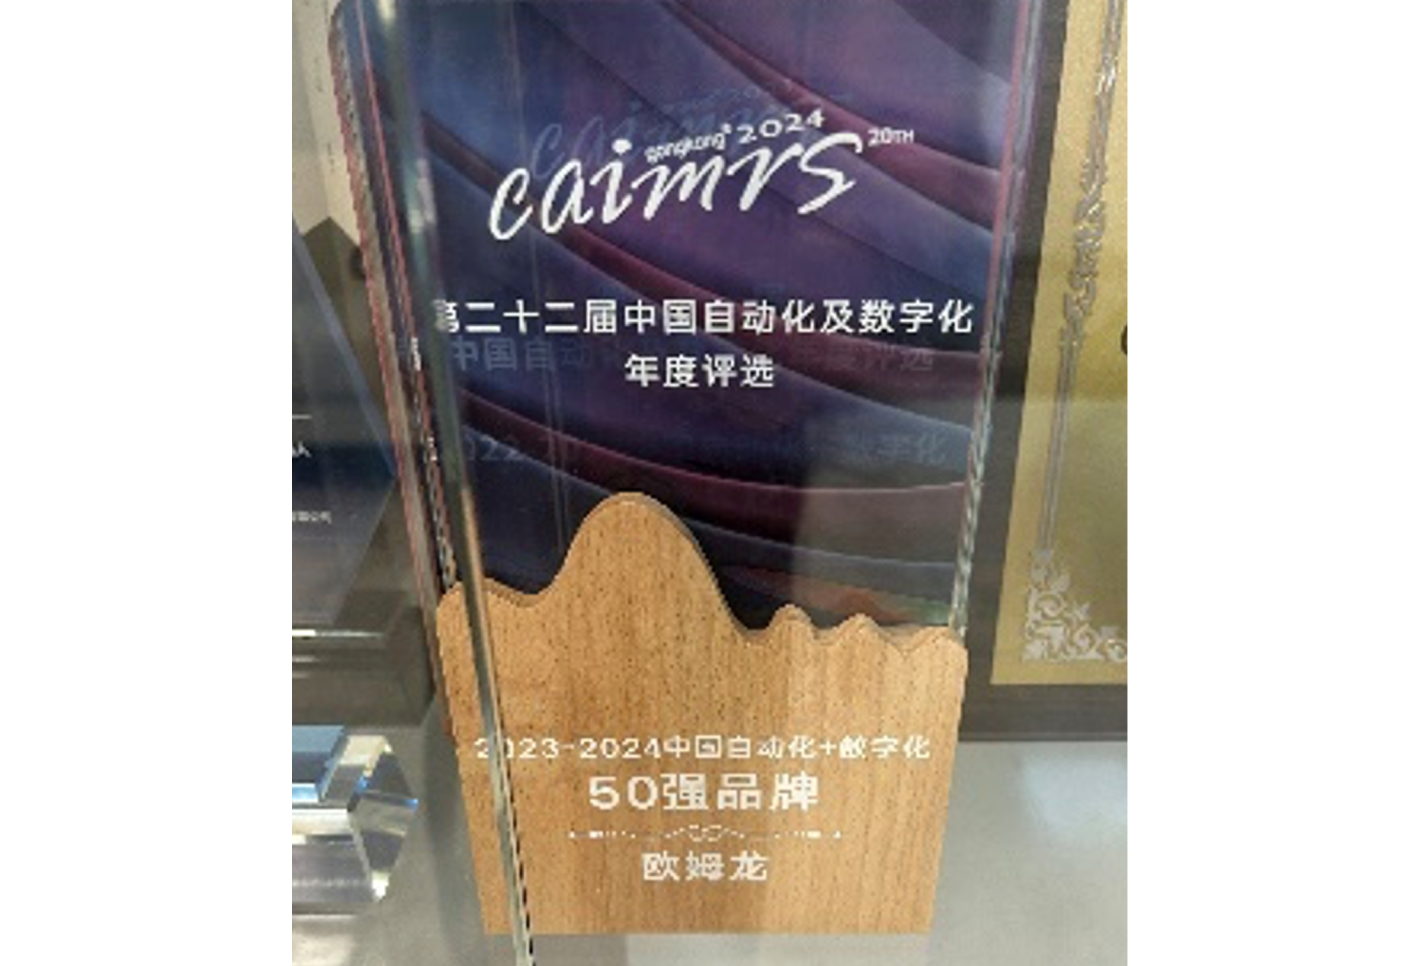 gongkong® 2024
caimrs 20TH
第二十二届中国自动化及数字化
年度评选
2023-2024中国自动化+数字化
50强品牌
欧姆龙